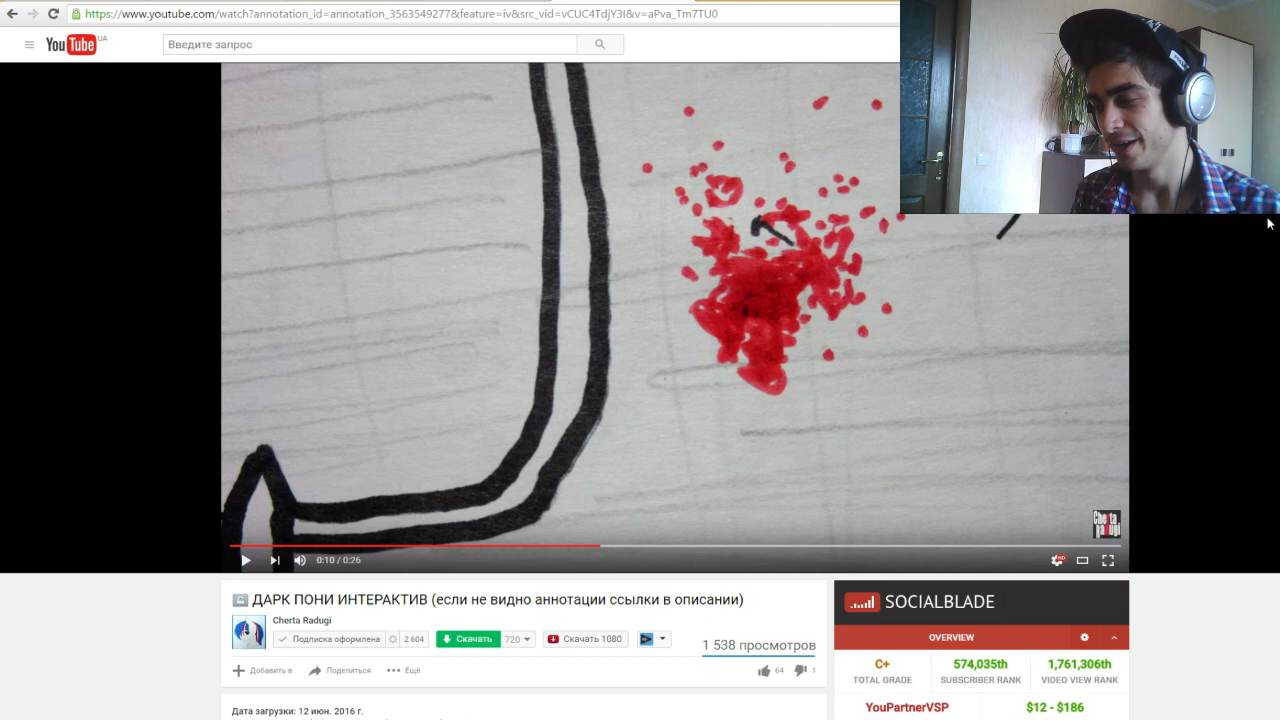 https://www.youtube.com/watch?annotation_id=annotation_3563549277&feature=iv&src_vid=vCUC4TdjY3I&v=aPva_Tm7TU0
YouTube UA
Введите запрос
Cherta
Radugi
0:10 / 0:26
HD
ДАРК ПОНИ ИНТЕРАКТИВ (если не видно аннотации ссылки в описании)
Cherta Radugi
Подписка оформлена 2 604 Скачать 720 Скачать 1080
1 538 просмотров
Добавить в Поделиться Ещё 64 1
Дата загрузки: 12 июн. 2016 г.
SOCIALBLADE
OVERVIEW
C+ 574,035th 1,761,306th
TOTAL GRADE SUBSCRIBER RANK VIDEO VIEW RANK
YouPartnerVSP $12 - $186